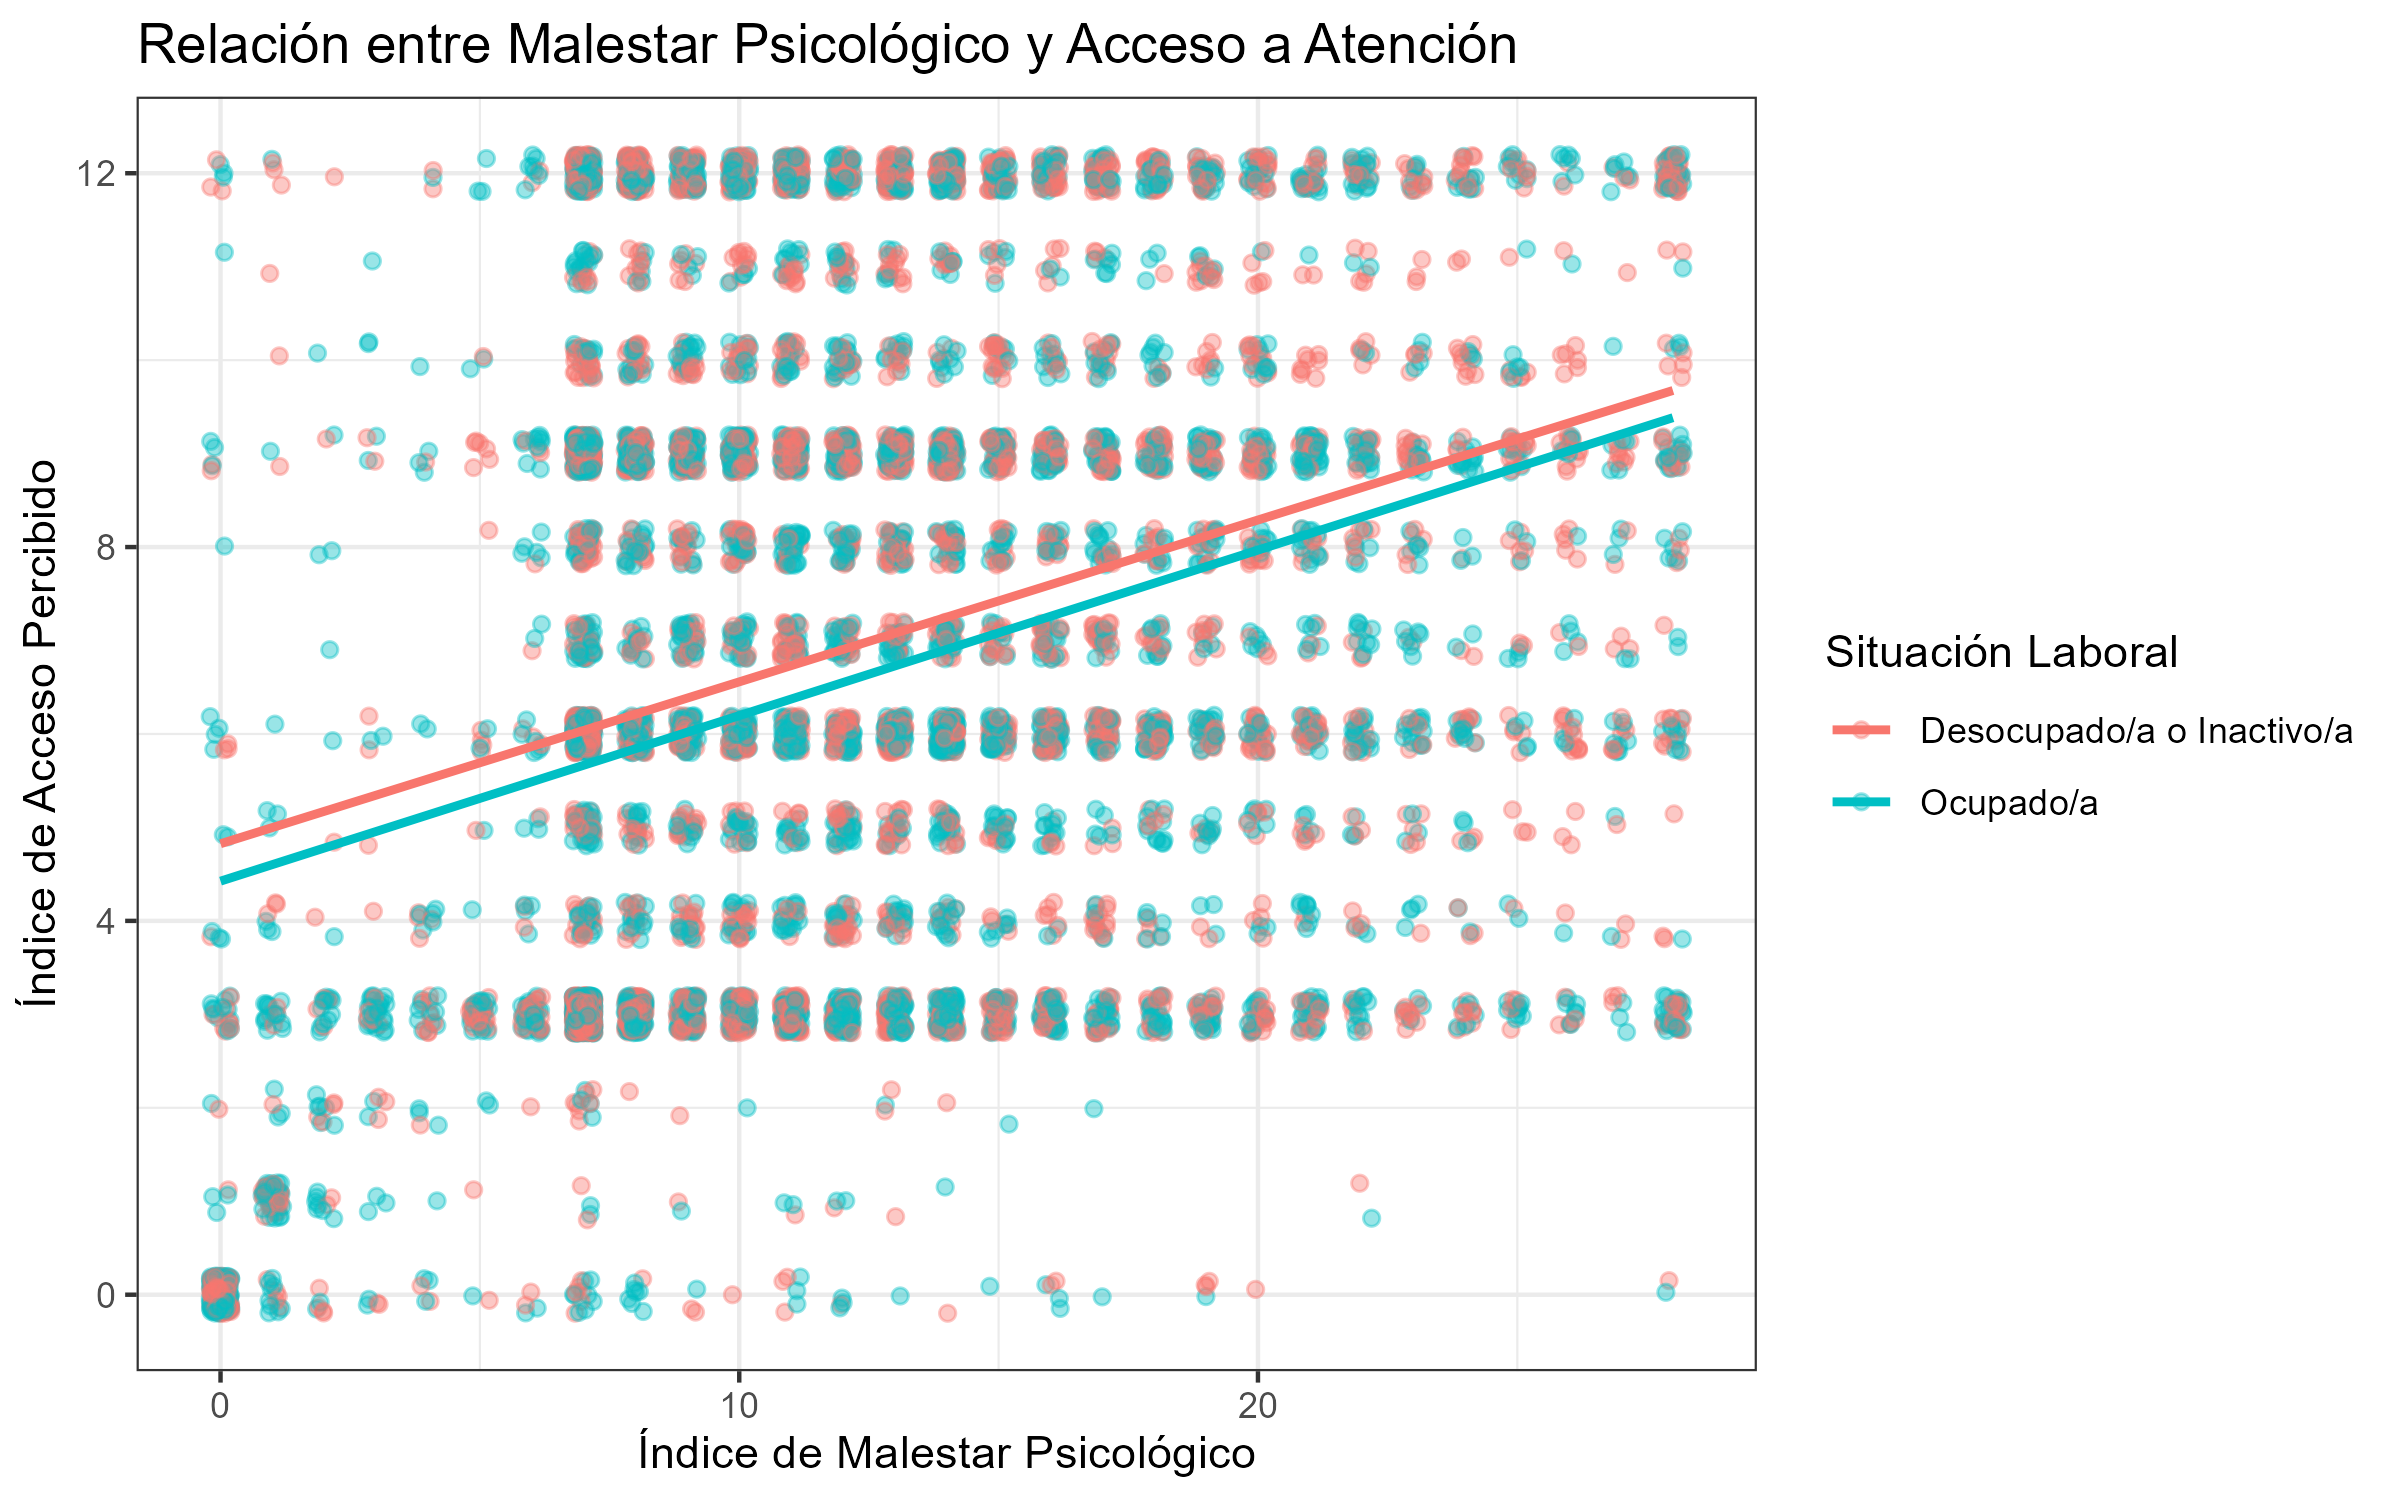 Relación entre Malestar Psicológico y Acceso a Atención
12
8
4
0
Índice de Acceso Percibido
0 10 20
Índice de Malestar Psicológico
Situación Laboral
Desocupado/a o Inactivo/a
Ocupado/a